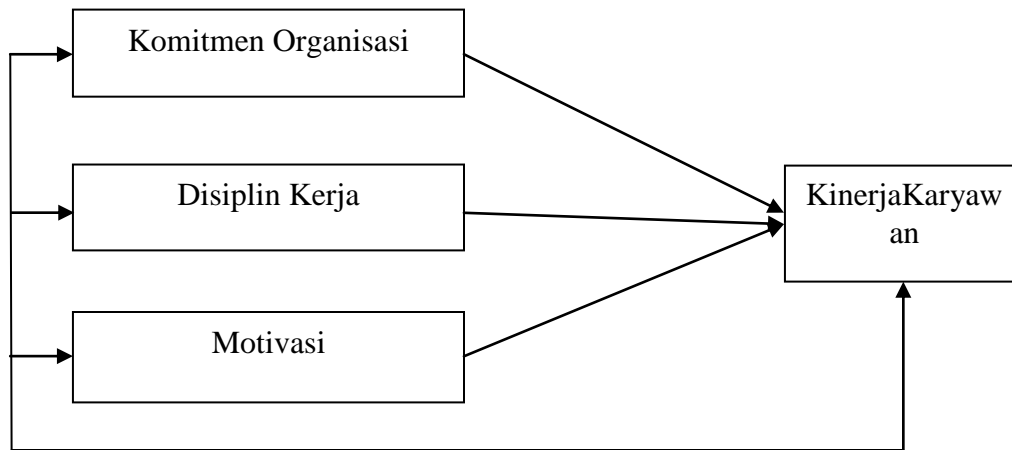 Komitmen Organisasi
Disiplin Kerja
KinerjaKaryaw
an
Motivasi